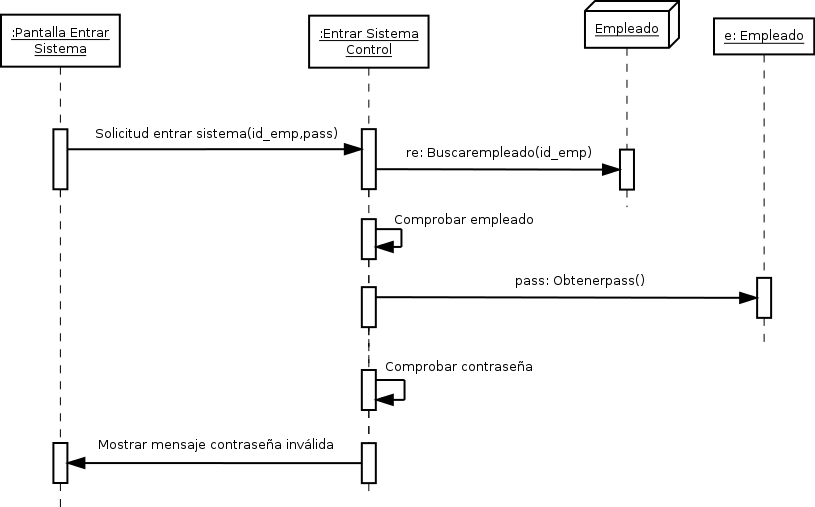 :Pantalla Entrar
Sistema
:Entrar Sistema
Control
Empleado
e: Empleado
Solicitud entrar sistema(id_emp,pass)
re: Buscarempleado(id_emp)
Comprobar empleado
pass: Obtenerpass()
Comprobar contraseña
Mostrar mensaje contraseña inválida